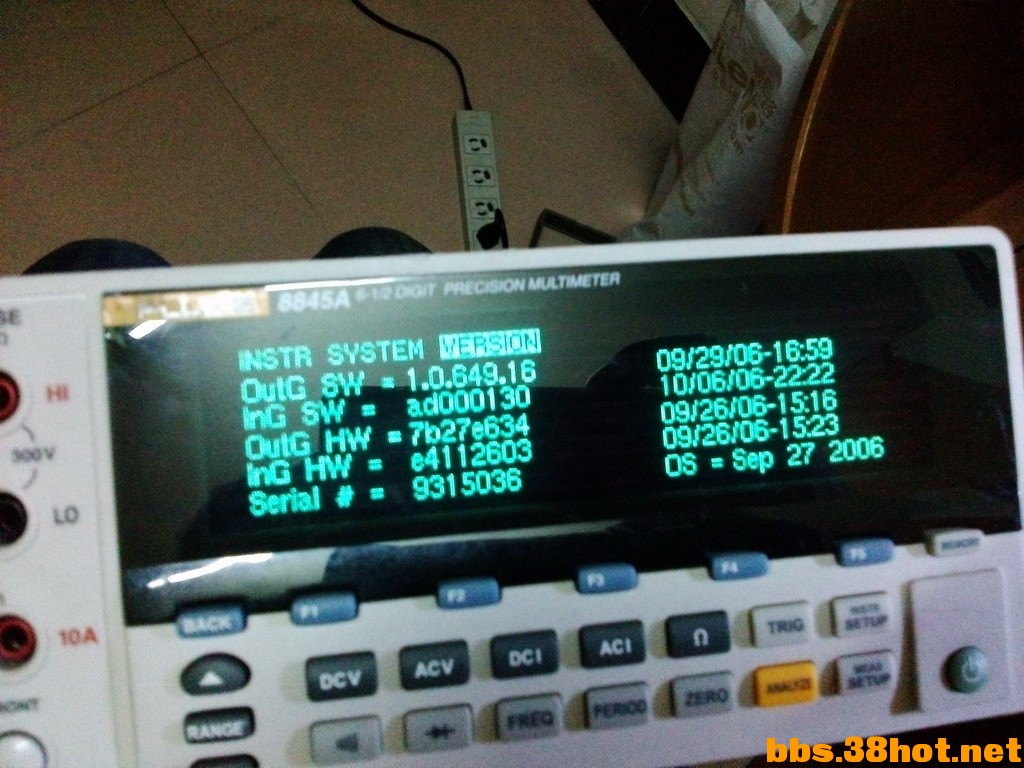 8845A 6-1/2 DIGIT PRECISION MULTIMETER
INSTR SYSTEM VERSION
OutG SW = 1.0.649.16 09/29/06-16:59
InG SW = ad000130 10/06/06-22:22
OutG HW = 7b27e634 09/26/06-15:16
InG HW = e4112603 09/26/06-15:23
Serial # = 9315036 OS = Sep 27 2006
HI
300V
LO
10A
BACK F1 F2 F3 F4 F5 MEMORY
DCV ACV DCI ACI Ω TRIG INSTR SETUP
RANGE FREQ PERIOD ZERO ANALYZE MEAS SETUP
bbs.38hot.net